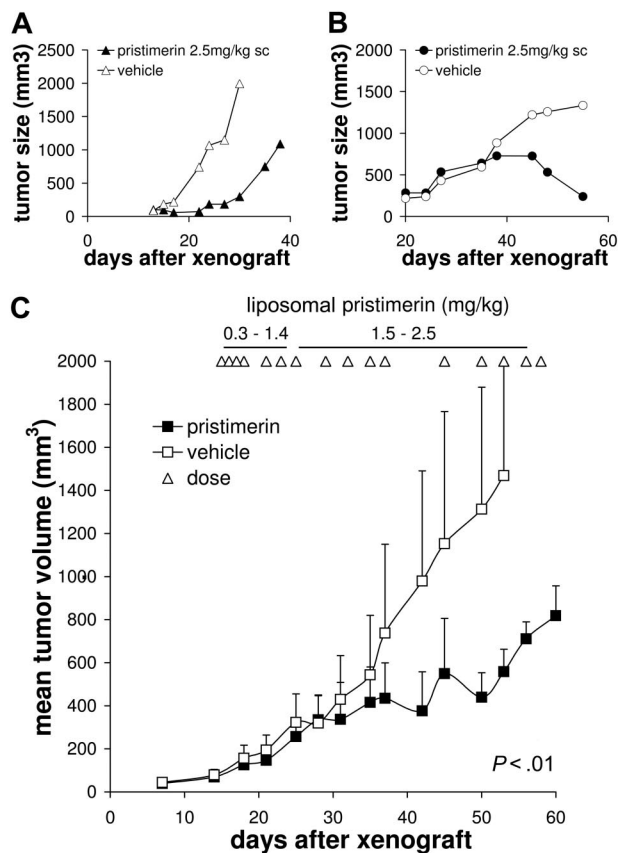 A
pristimerin 2.5mg/kg sc
vehicle
tumor size (mm3)
2500
2000
1500
1000
500
0
0 20 40
days after xenograft
B
pristimerin 2.5mg/kg sc
vehicle
tumor size (mm3)
2000
1500
1000
500
0
20 40 60
days after xenograft
C
liposomal pristimerin (mg/kg)
0.3 - 1.4 1.5 - 2.5
pristimerin
vehicle
dose
mean tumor volume (mm³)
2000
1800
1600
1400
1200
1000
800
600
400
200
0
0 10 20 30 40 50 60
days after xenograft
P < .01